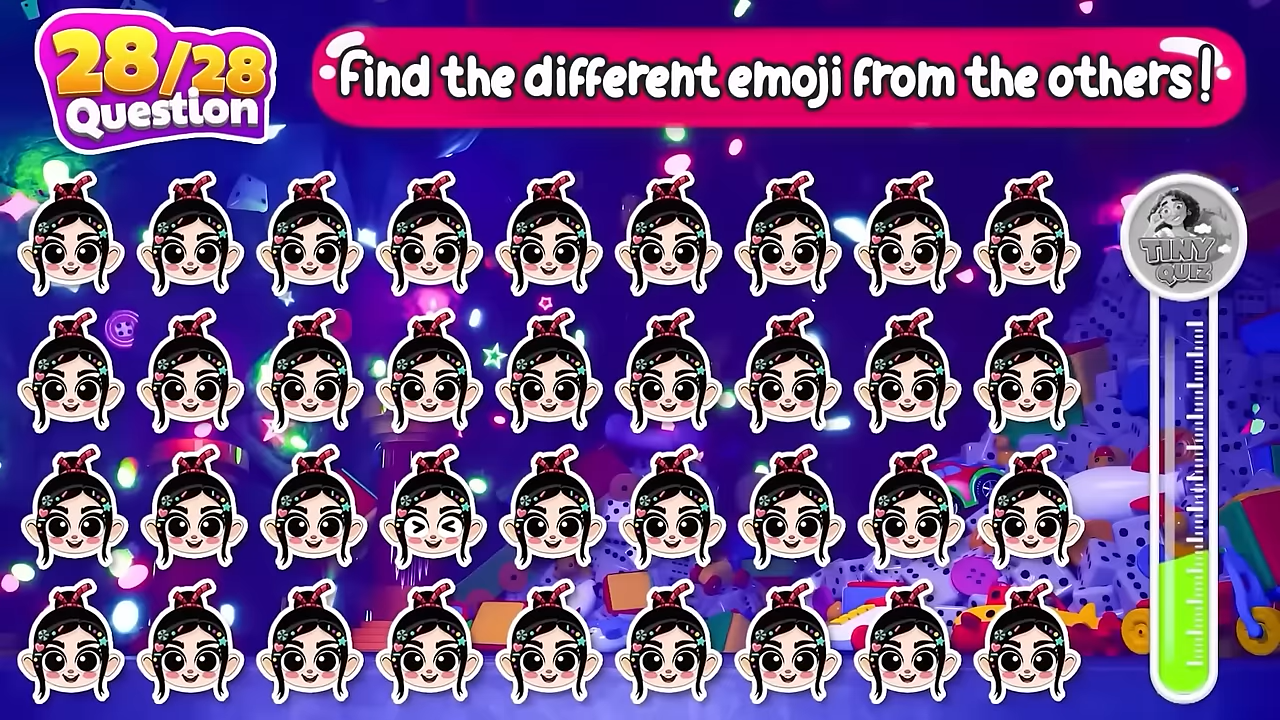 28/28
Question
Find the different emoji from the others!
TINY
QUIZ